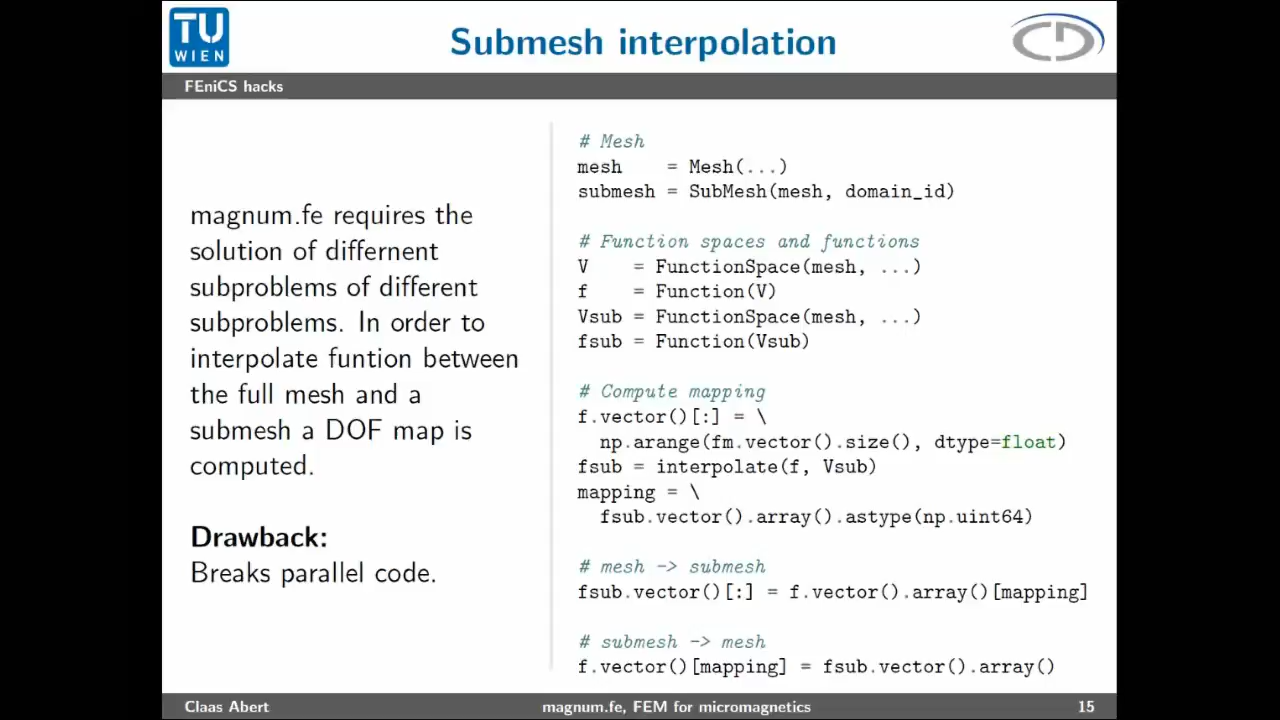 TU
WIEN
Submesh interpolation
CD
FEniCS hacks
magnum.fe requires the
solution of differnent
subproblems of different
subproblems. In order to
interpolate funtion between
the full mesh and a
submesh a DOF map is
computed.
Drawback:
Breaks parallel code.
# Mesh
mesh    = Mesh(...)
submesh = SubMesh(mesh, domain_id)
# Function spaces and functions
V    = FunctionSpace(mesh, ...)
f    = Function(V)
Vsub = FunctionSpace(mesh, ...)
fsub = Function(Vsub)
# Compute mapping
f.vector()[:] = \
  np.arange(fm.vector().size(), dtype=float)
fsub = interpolate(f, Vsub)
mapping = \
  fsub.vector().array().astype(np.uint64)
# mesh -> submesh
fsub.vector()[:] = f.vector().array()[mapping]
# submesh -> mesh
f.vector()[mapping] = fsub.vector().array()
Claas Abert
magnum.fe, FEM for micromagnetics
15